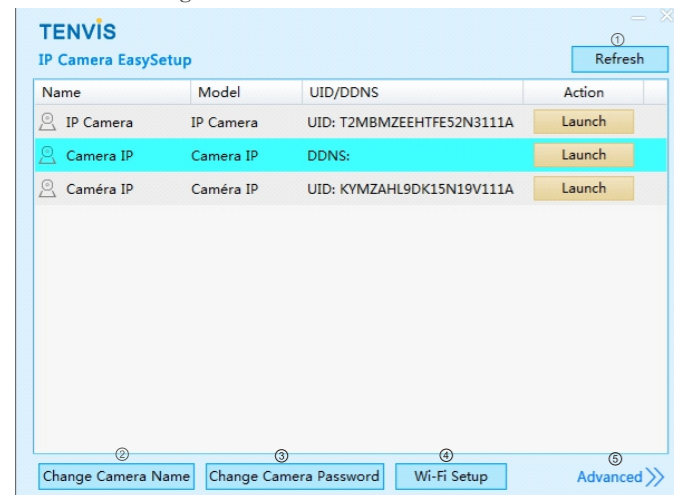 TENVIS
IP Camera EasySetup
①
Refresh
Name Model UID/DDNS Action
IP Camera IP Camera UID: T2MBMZEEHTFE52N3111A Launch
Camera IP Camera IP DDNS: Launch
Caméra IP Caméra IP UID: KYMZAHL9DK15N19V111A Launch
② ③ ④ ⑤
Change Camera Name Change Camera Password Wi-Fi Setup Advanced